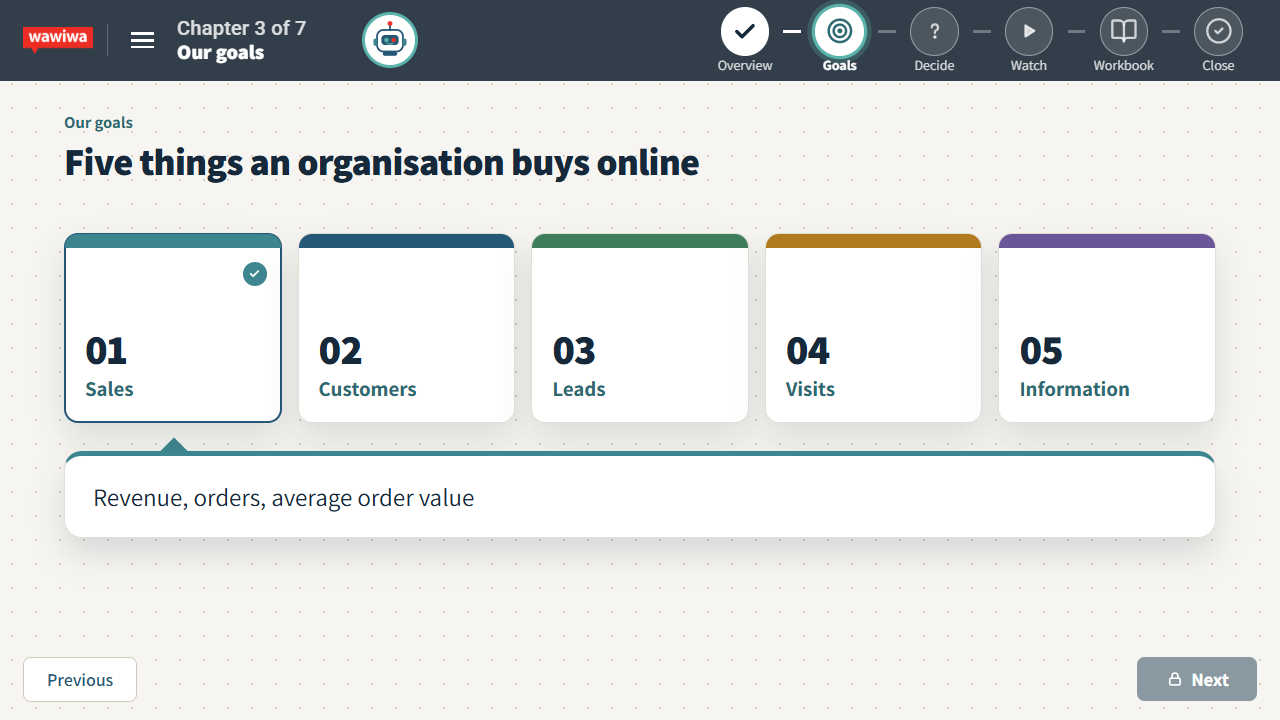 wawiwa
Chapter 3 of 7
Our goals
Overview
Goals
?
Decide
Watch
Workbook
Close
Our goals
Five things an organisation buys online
01
Sales
02
Customers
03
Leads
04
Visits
05
Information
Revenue, orders, average order value
Previous
Next